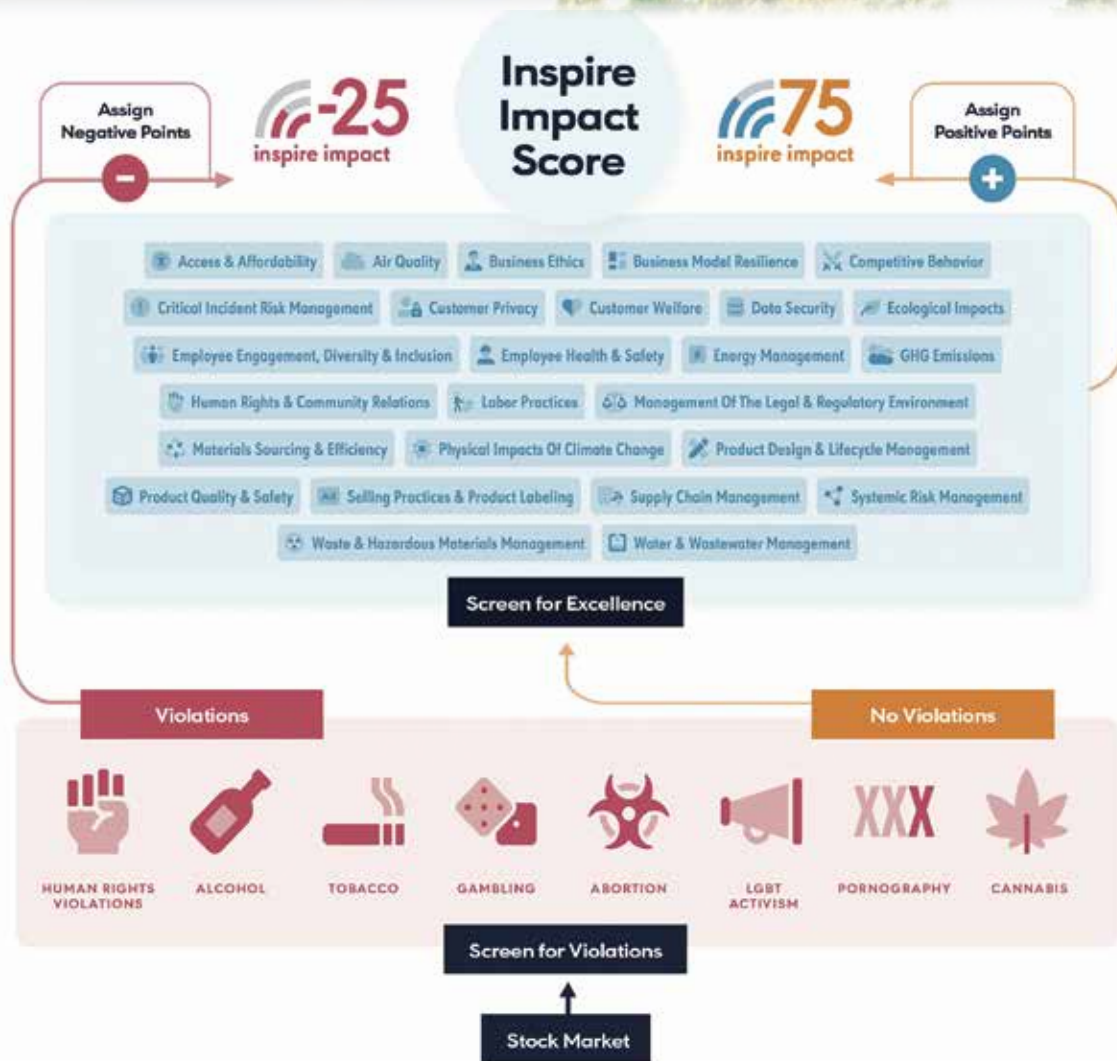 Inspire
Impact
Score
Assign
Negative Points
-25
inspire impact
75
inspire impact
Assign
Positive Points
Access & Affordability
Air Quality
Business Ethics
Business Model Resilience
Competitive Behavior
Critical Incident Risk Management
Customer Privacy
Customer Welfare
Data Security
Ecological Impacts
Employee Engagement, Diversity & Inclusion
Employee Health & Safety
Energy Management
GHG Emissions
Human Rights & Community Relations
Labor Practices
Management Of The Legal & Regulatory Environment
Materials Sourcing & Efficiency
Physical Impacts Of Climate Change
Product Design & Lifecycle Management
Product Quality & Safety
Selling Practices & Product Labeling
Supply Chain Management
Systemic Risk Management
Waste & Hazardous Materials Management
Water & Wastewater Management
Screen for Excellence
Violations
No Violations
XXX
HUMAN RIGHTS
VIOLATIONS
ALCOHOL
TOBACCO
GAMBLING
ABORTION
LGBT
ACTIVISM
PORNOGRAPHY
CANNABIS
Screen for Violations
Stock Market